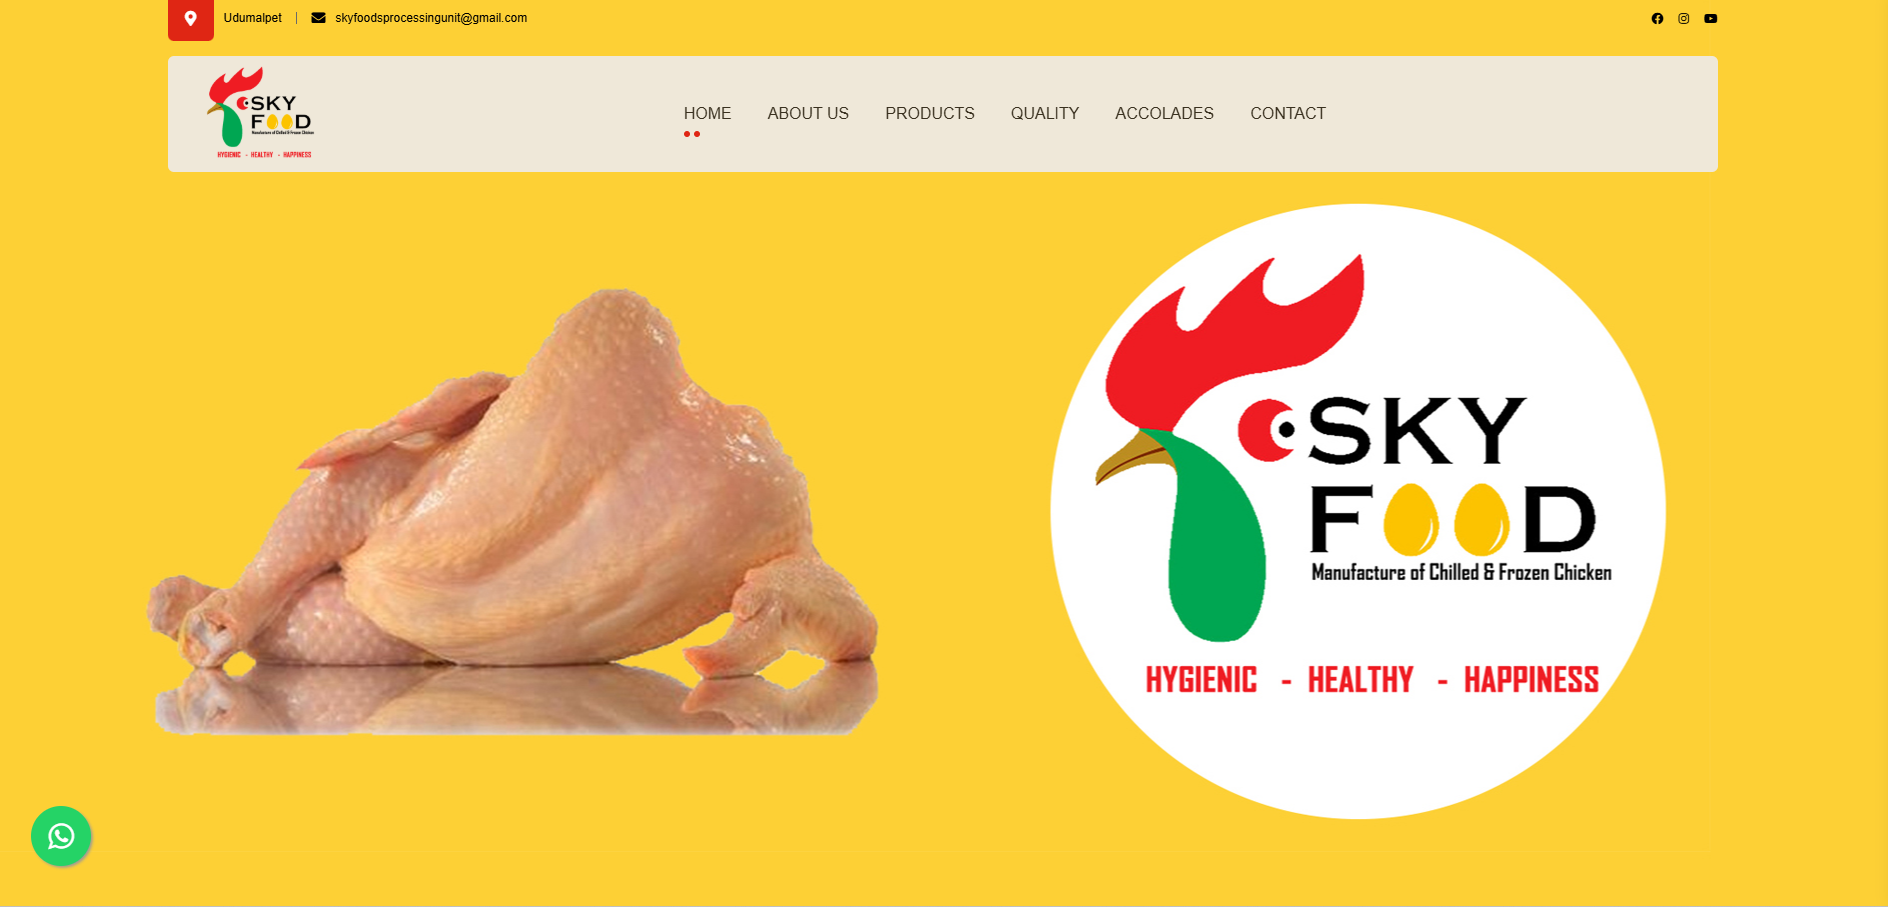 Udumalpet | skyfoodsprocessingunit@gmail.com
SKY
FOOD
Manufacture of Chilled & Frozen Chicken
HYGIENIC - HEALTHY - HAPPINESS
HOME ABOUT US PRODUCTS QUALITY ACCOLADES CONTACT
SKY
FOOD
Manufacture of Chilled & Frozen Chicken
HYGIENIC - HEALTHY - HAPPINESS